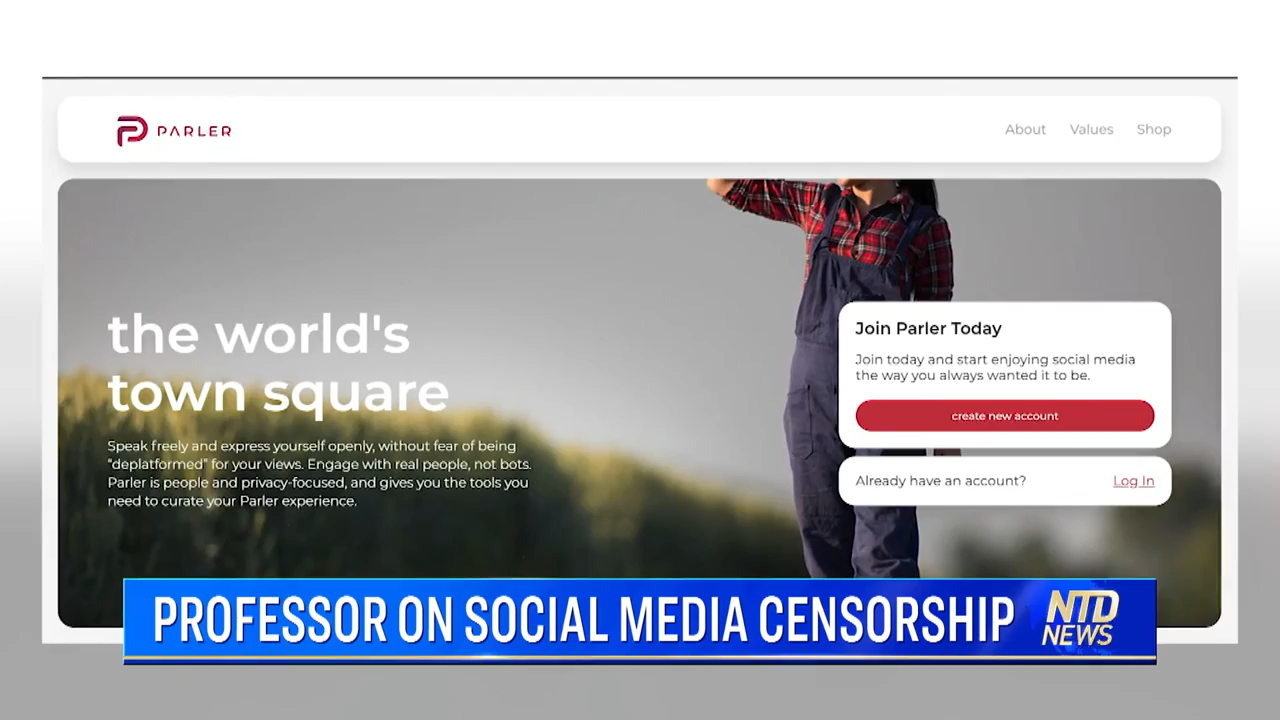 PARLER
About Values Shop
the world's
town square
Speak freely and express yourself openly, without fear of being
"deplatformed" for your views. Engage with real people, not bots.
Parler is people and privacy-focused, and gives you the tools you
need to curate your Parler experience.
Join Parler Today
Join today and start enjoying social media
the way you always wanted it to be.
create new account
Already have an account? Log In
PROFESSOR ON SOCIAL MEDIA CENSORSHIP
NTD
NEWS